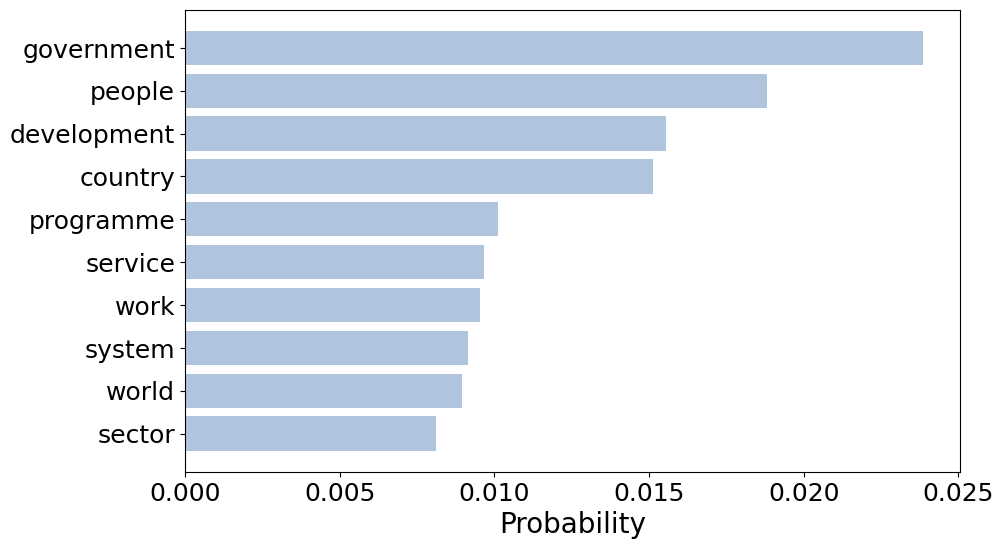 government
people
development
country
programme
service
work
system
world
sector
0.000 0.005 0.010 0.015 0.020 0.025
Probability